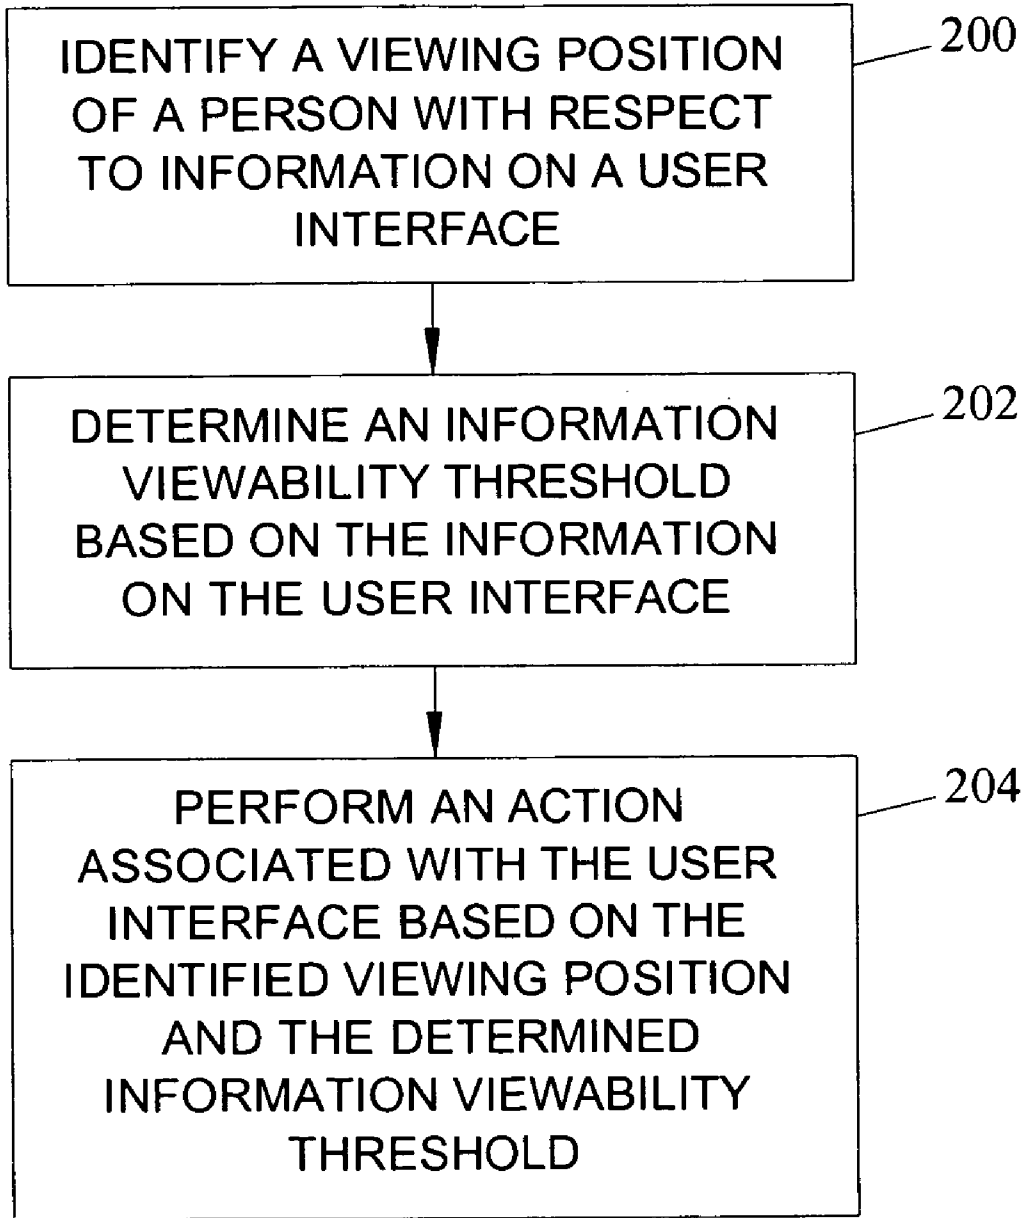 IDENTIFY A VIEWING POSITION
OF A PERSON WITH RESPECT
TO INFORMATION ON A USER
INTERFACE
200
DETERMINE AN INFORMATION
VIEWABILITY THRESHOLD
BASED ON THE INFORMATION
ON THE USER INTERFACE
202
PERFORM AN ACTION
ASSOCIATED WITH THE USER
INTERFACE BASED ON THE
IDENTIFIED VIEWING POSITION
AND THE DETERMINED
INFORMATION VIEWABILITY
THRESHOLD
204